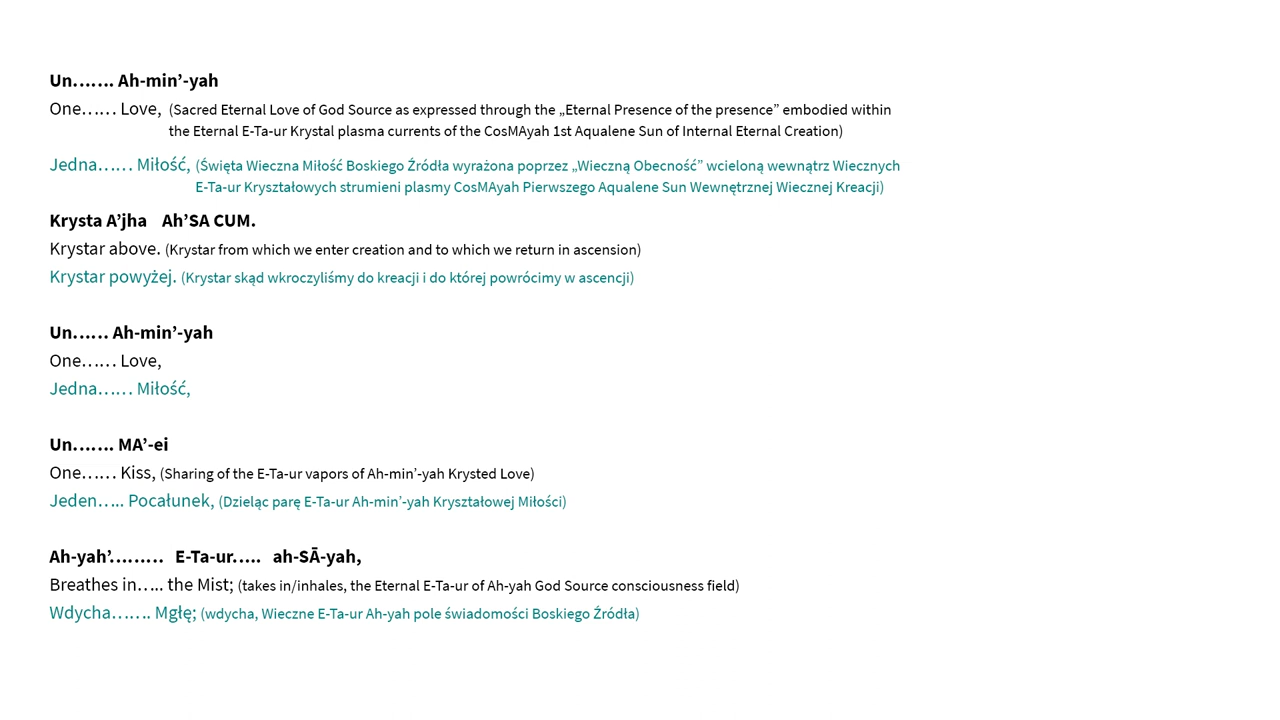 Un……. Ah-min’-yah
One…… Love, (Sacred Eternal Love of God Source as expressed through the „Eternal Presence of the presence” embodied within
the Eternal E-Ta-ur Krystal plasma currents of the CosMAyah 1st Aqualene Sun of Internal Eternal Creation)
Jedna…… Miłość, (Święta Wieczna Miłość Boskiego Źródła wyrażona poprzez „Wieczną Obecność” wcieloną wewnątrz Wiecznych
E-Ta-ur Kryształowych strumieni plasmy CosMAyah Pierwszego Aqualene Sun Wewnętrznej Wiecznej Kreacji)
Krysta A’jha Ah’SA CUM.
Krystar above. (Krystar from which we enter creation and to which we return in ascension)
Krystar powyżej. (Krystar skąd wkroczyliśmy do kreacji i do której powrócimy w ascencji)
Un…… Ah-min’-yah
One…… Love,
Jedna…… Miłość,
Un……. MA’-ei
One…… Kiss, (Sharing of the E-Ta-ur vapors of Ah-min’-yah Krysted Love)
Jeden….. Pocałunek, (Dzieląc parę E-Ta-ur Ah-min’-yah Kryształowej Miłości)
Ah-yah’……… E-Ta-ur….. ah-SĀ-yah,
Breathes in….. the Mist; (takes in/inhales, the Eternal E-Ta-ur of Ah-yah God Source consciousness field)
Wdycha……. Mgłę; (wdycha, Wieczne E-Ta-ur Ah-yah pole świadomości Boskiego Źródła)